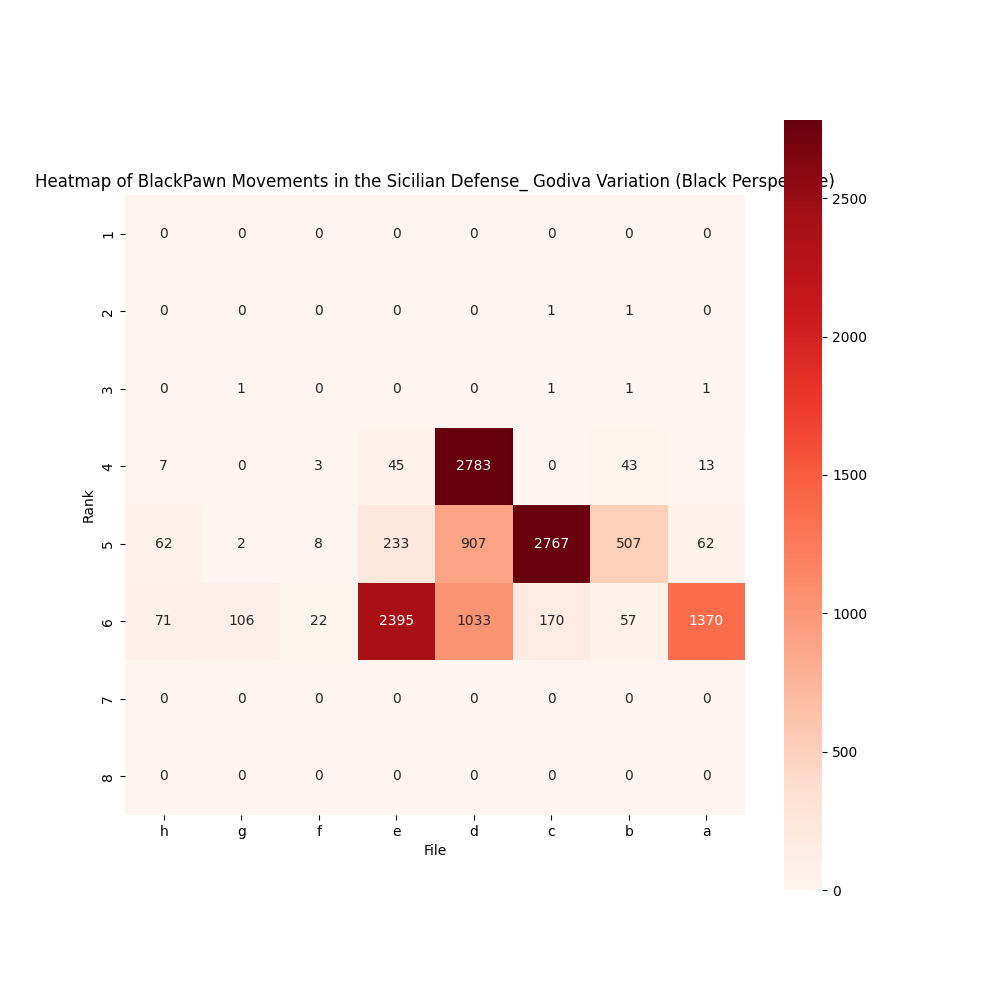 Heatmap of BlackPawn Movements in the Sicilian Defense_ Godiva Variation (Black Perspe e)
2500
1 0 0 0 0 0 0 0 0
2 0 0 0 0 0 1 1 0
2000
3 0 1 0 0 0 1 1 1
1500
4 7 0 3 45 2783 0 43 13
Rank
5 62 2 8 233 907 2767 507 62
1000
6 71 106 22 2395 1033 170 57 1370
7 0 0 0 0 0 0 0 0
500
8 0 0 0 0 0 0 0 0
h g f e d c b a
File
0